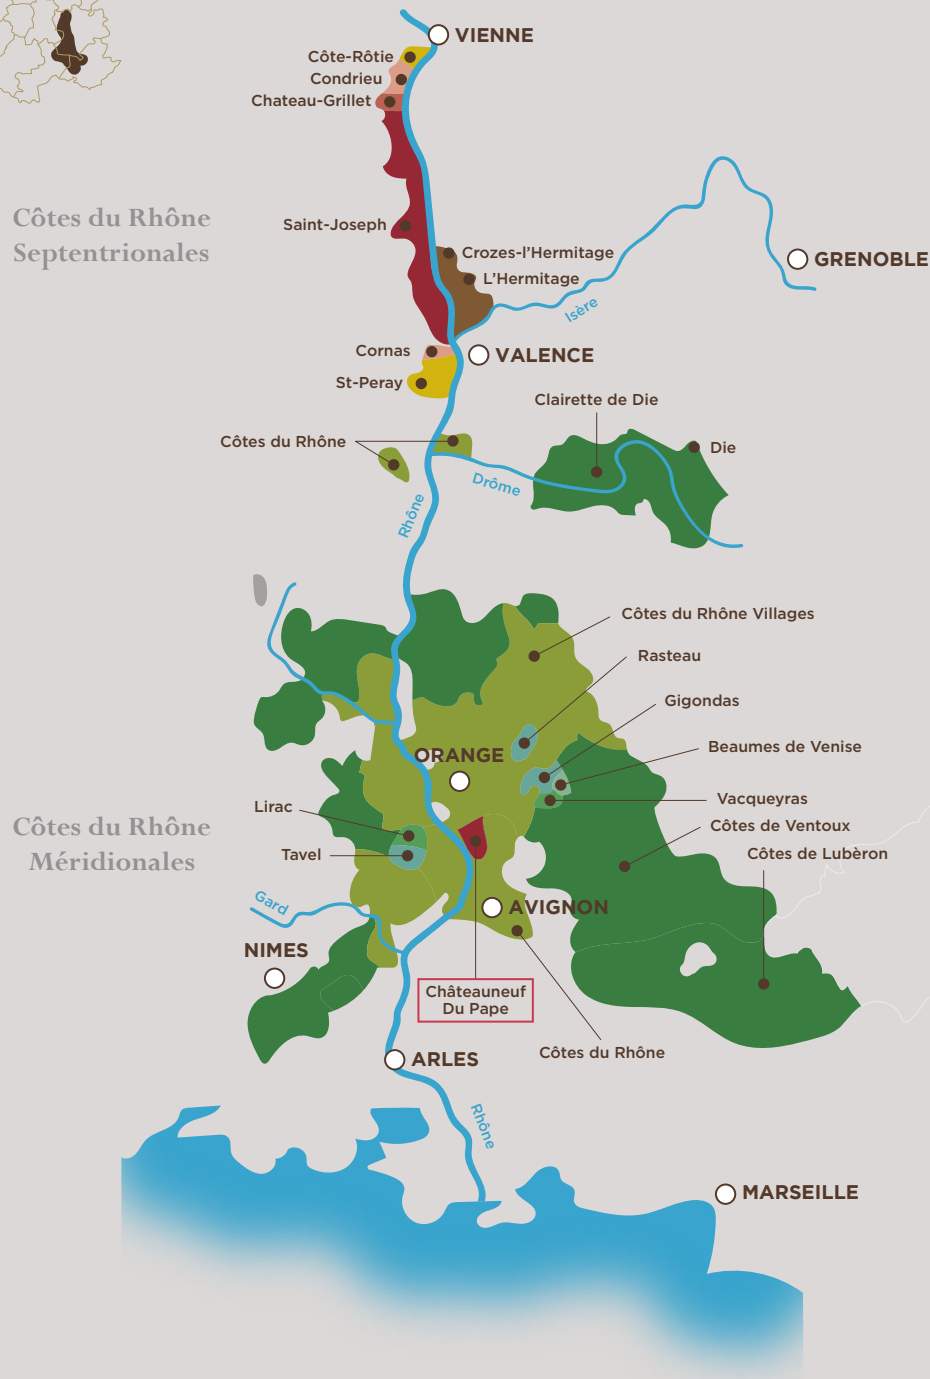 VIENNE
Côte-Rôtie
Condrieu
Chateau-Grillet
Côtes du Rhône
Septentrionales
Saint-Joseph
Crozes-l'Hermitage
L'Hermitage
GRENOBLE
Isère
Cornas
VALENCE
St-Peray
Clairette de Die
Côtes du Rhône
Die
Drôme
Rhône
Côtes du Rhône Villages
Rasteau
Gigondas
Beaumes de Venise
ORANGE
Vacqueyras
Lirac
Côtes du Rhône
Méridionales
Côtes de Ventoux
Tavel
Côtes de Lubèron
Gard
AVIGNON
NIMES
Châteauneuf
Du Pape
Côtes du Rhône
ARLES
Rhône
MARSEILLE